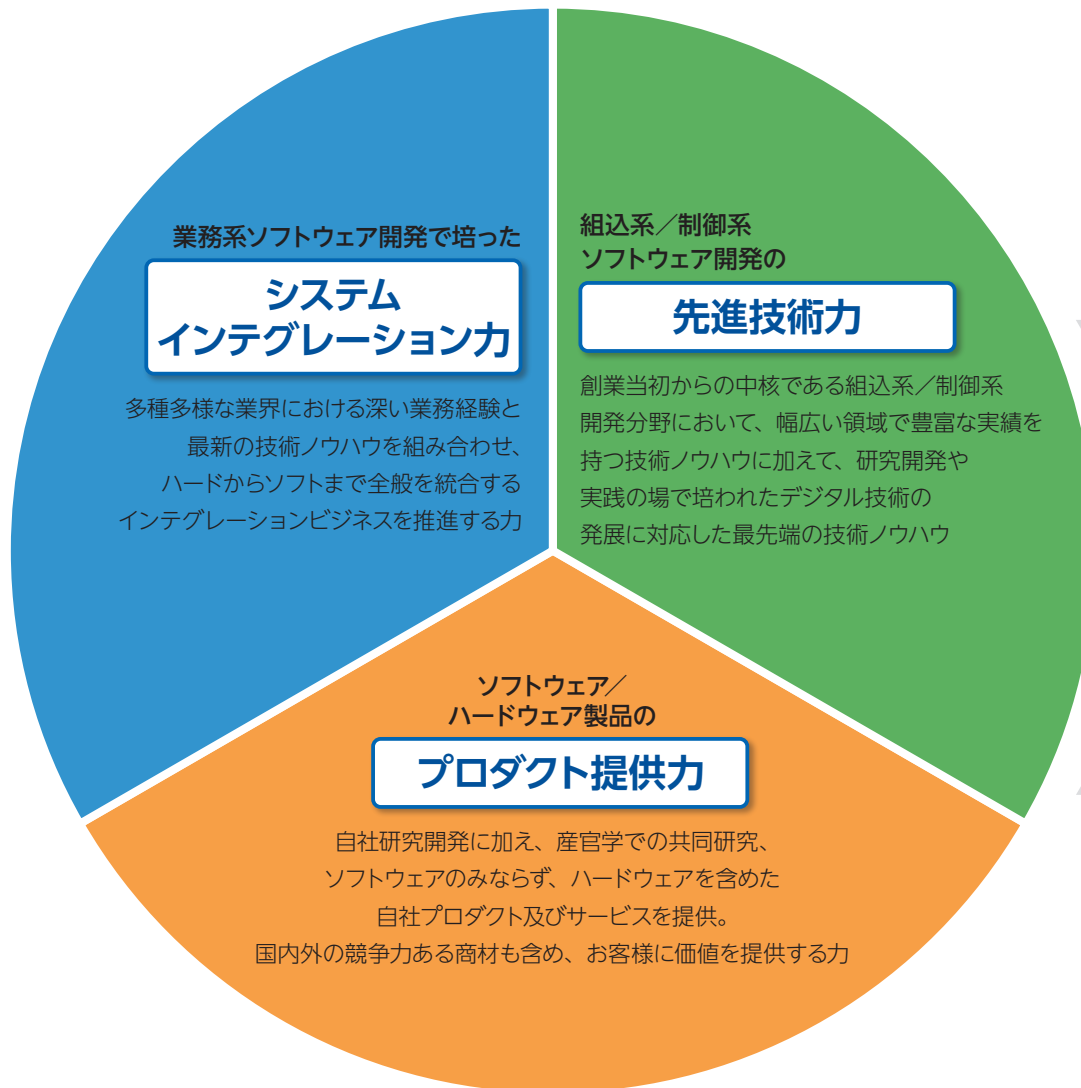 業務系ソフトウェア開発で培った
システム
インテグレーション力
多種多様な業界における深い業務経験と
最新の技術ノウハウを組み合わせ、
ハードからソフトまで全般を統合する
インテグレーションビジネスを推進する力
組込系／制御系
ソフトウェア開発の
先進技術力
創業当初からの中核である組込系／制御系
開発分野において、幅広い領域で豊富な実績を
持つ技術ノウハウに加えて、研究開発や
実践の場で培われたデジタル技術の
発展に対応した最先端の技術ノウハウ
ソフトウェア／
ハードウェア製品の
プロダクト提供力
自社研究開発に加え、産官学での共同研究、
ソフトウェアのみならず、ハードウェアを含めた
自社プロダクト及びサービスを提供。
国内外の競争力ある商材も含め、お客様に価値を提供する力